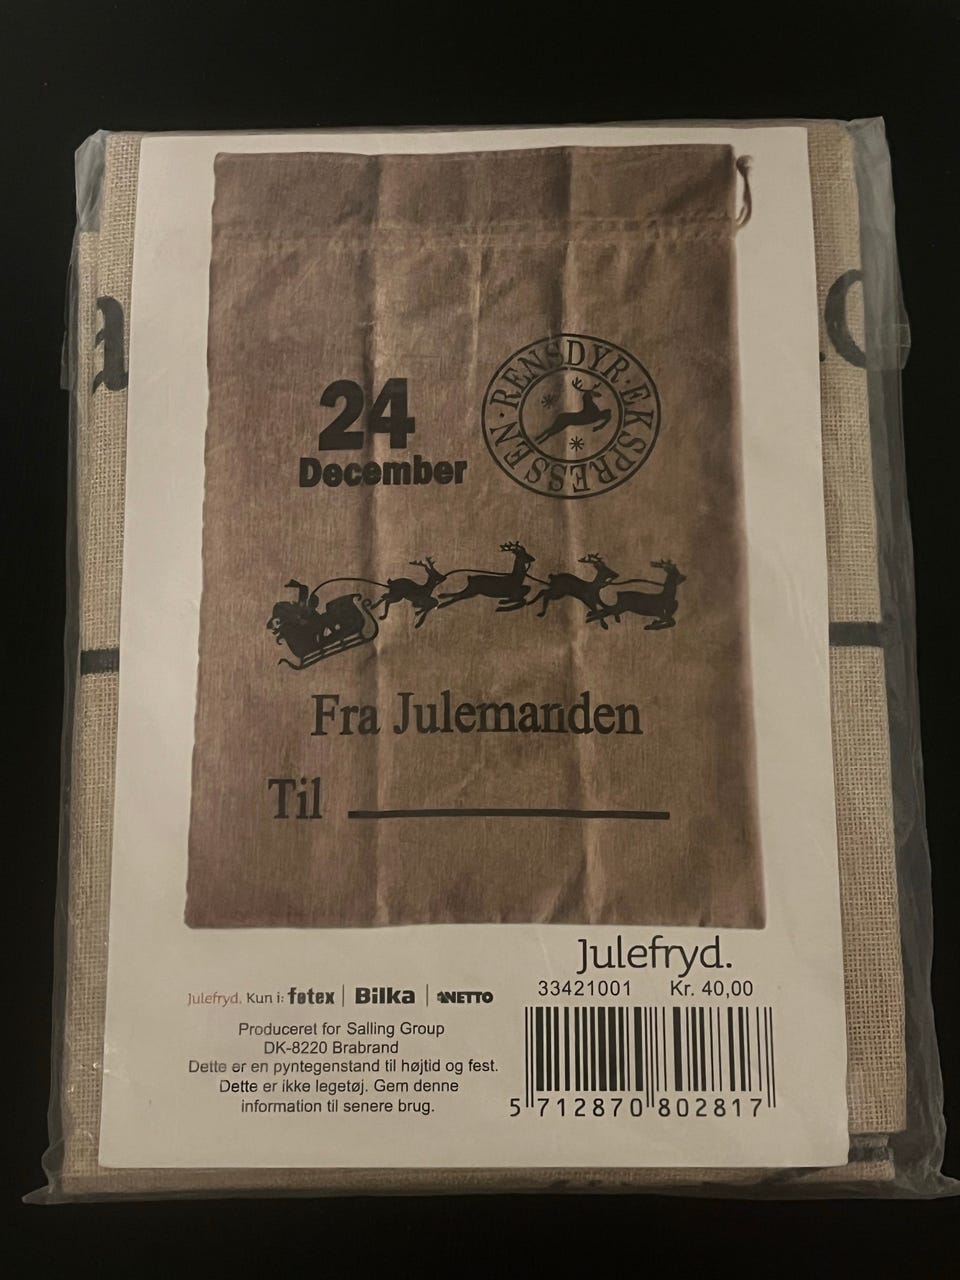 24
December
RENSDYR · EKSPRESSEN ·
Fra Julemanden
Til
Julefryd.
33421001 Kr. 40,00
Julefryd. Kun i: føtex | Bilka | NETTO
Produceret for Salling Group
DK-8220 Brabrand
Dette er en pyntegenstand til højtid og fest.
Dette er ikke legetøj. Gem denne
information til senere brug.
5 712870 802817